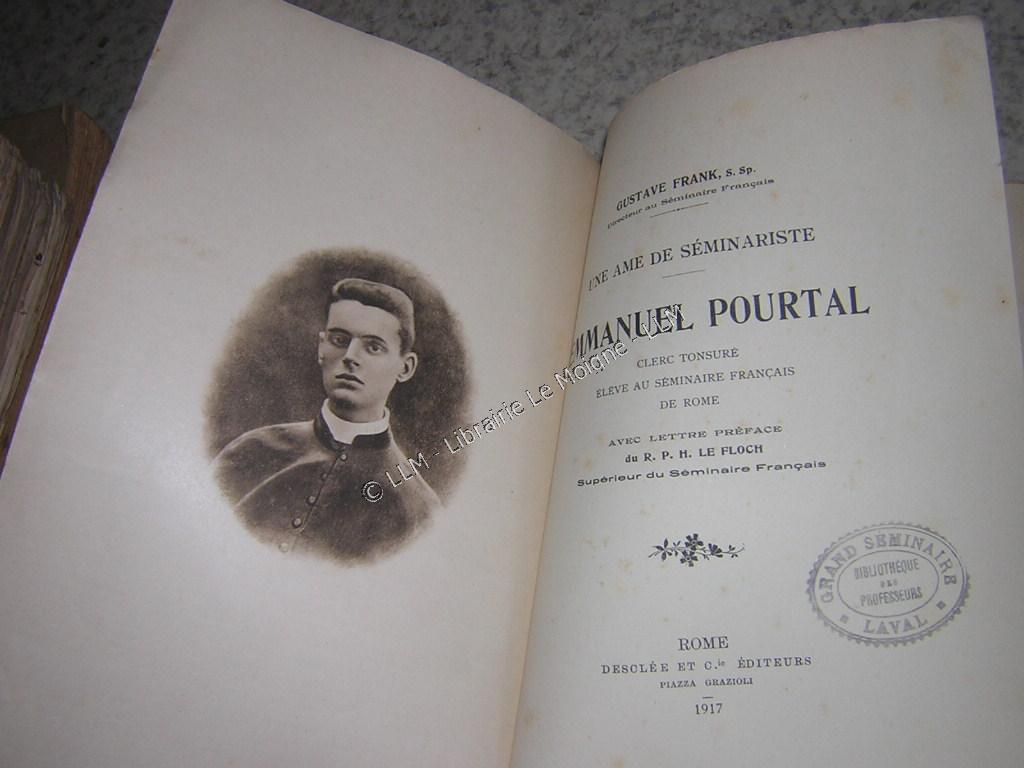 GUSTAVE FRANK, S. Sp.
Directeur au Séminaire Français
UNE AME DE SÉMINARISTE
EMMANUEL POURTAL
CLERC TONSURÉ
ÉLÈVE AU SÉMINAIRE FRANÇAIS
DE ROME
AVEC LETTRE PRÉFACE
du R. P. H. LE FLOCH
Supérieur du Séminaire Français
GRAND SÉMINAIRE
BIBLIOTHÈQUE
DES
PROFESSEURS
LAVAL
ROME
DESCLÉE ET C.ie ÉDITEURS
PIAZZA GRAZIOLI
1917
© LLM - Librairie Le Moigne - LLM